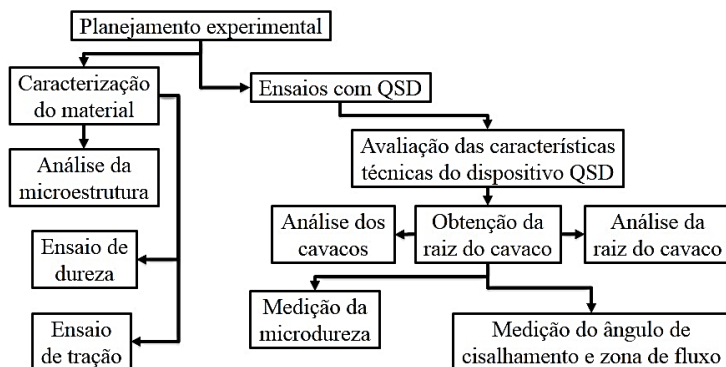 Planejamento experimental
Caracterização
do material
Ensaios com QSD
Análise da
microestrutura
Avaliação das características
técnicas do dispositivo QSD
Ensaio de
dureza
Análise dos
cavacos
Obtenção da
raiz do cavaco
Análise da
raiz do cavaco
Ensaio
de tração
Medição da
microdureza
Medição do ângulo de
cisalhamento e zona de fluxo